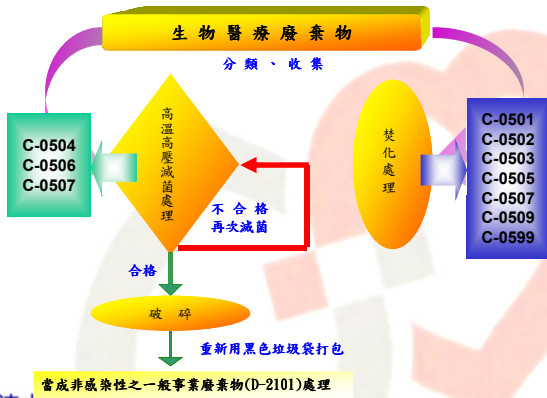 生物醫療廢棄物
分類、收集
C-0504
C-0506
C-0507
高溫高壓滅菌處理
焚化處理
C-0501
C-0502
C-0503
C-0505
C-0507
C-0509
C-0599
不合格
再次滅菌
合格
破碎
重新用黑色垃圾袋打包
當成非感染性之一般事業廢棄物(D-2101)處理